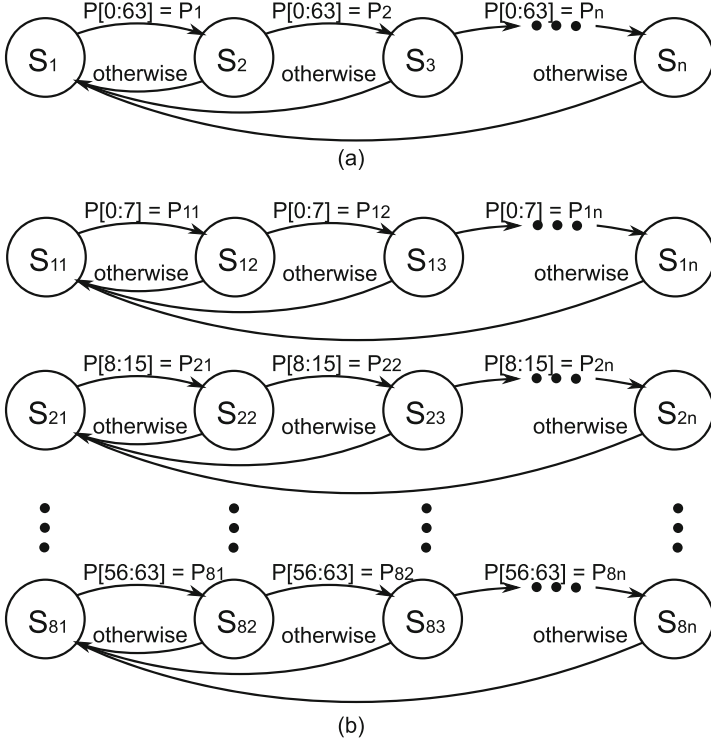 P[0:63] = P1 P[0:63] = P2 P[0:63] = Pn
S1 otherwise S2 otherwise S3 otherwise Sn
(a)
P[0:7] = P11 P[0:7] = P12 P[0:7] = P1n
S11 otherwise S12 otherwise S13 otherwise S1n
P[8:15] = P21 P[8:15] = P22 P[8:15] = P2n
S21 otherwise S22 otherwise S23 otherwise S2n
P[56:63] = P81 P[56:63] = P82 P[56:63] = P8n
S81 otherwise S82 otherwise S83 otherwise S8n
(b)